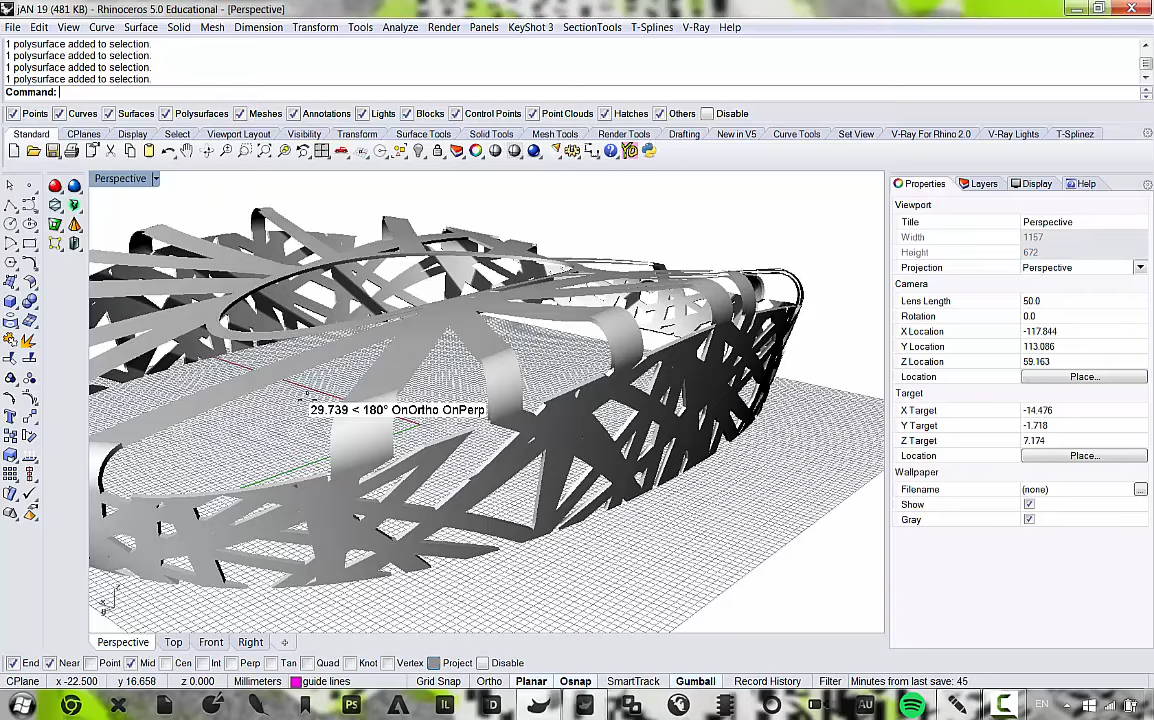 jAN 19 (481 KB) - Rhinoceros 5.0 Educational - [Perspective]
File Edit View Curve Surface Solid Mesh Dimension Transform Tools Analyze Render Panels KeyShot 3 SectionTools T-Splines V-Ray Help
1 polysurface added to selection.
1 polysurface added to selection.
1 polysurface added to selection.
1 polysurface added to selection.
Command:
Points Curves Surfaces Polysurfaces Meshes Annotations Lights Blocks Control Points Point Clouds Hatches Others Disable
Standard CPlanes Display Select Viewport Layout Visibility Transform Surface Tools Solid Tools Mesh Tools Render Tools Drafting New in V5 Curve Tools Set View V-Ray For Rhino 2.0 V-Ray Lights T-Splinez
Perspective
Properties Layers Display Help
Viewport
Title Perspective
Width 1157
Height 672
Projection Perspective
Camera
Lens Length 50.0
Rotation 0.0
X Location -117.844
Y Location 113.086
Z Location 59.163
Location Place...
Target
X Target -14.476
Y Target -1.718
Z Target 7.174
Location Place...
Wallpaper
Filename (none) ...
Show
Gray
29.739 < 180° OnOrtho OnPerp
Perspective Top Front Right
End Near Point Mid Cen Int Perp Tan Quad Knot Vertex Project Disable
CPlane x -22.500 y 16.658 z 0.000 Millimeters guide lines Grid Snap Ortho Planar Osnap SmartTrack Gumball Record History Filter Minutes from last save: 45
PS IL D AU C EN